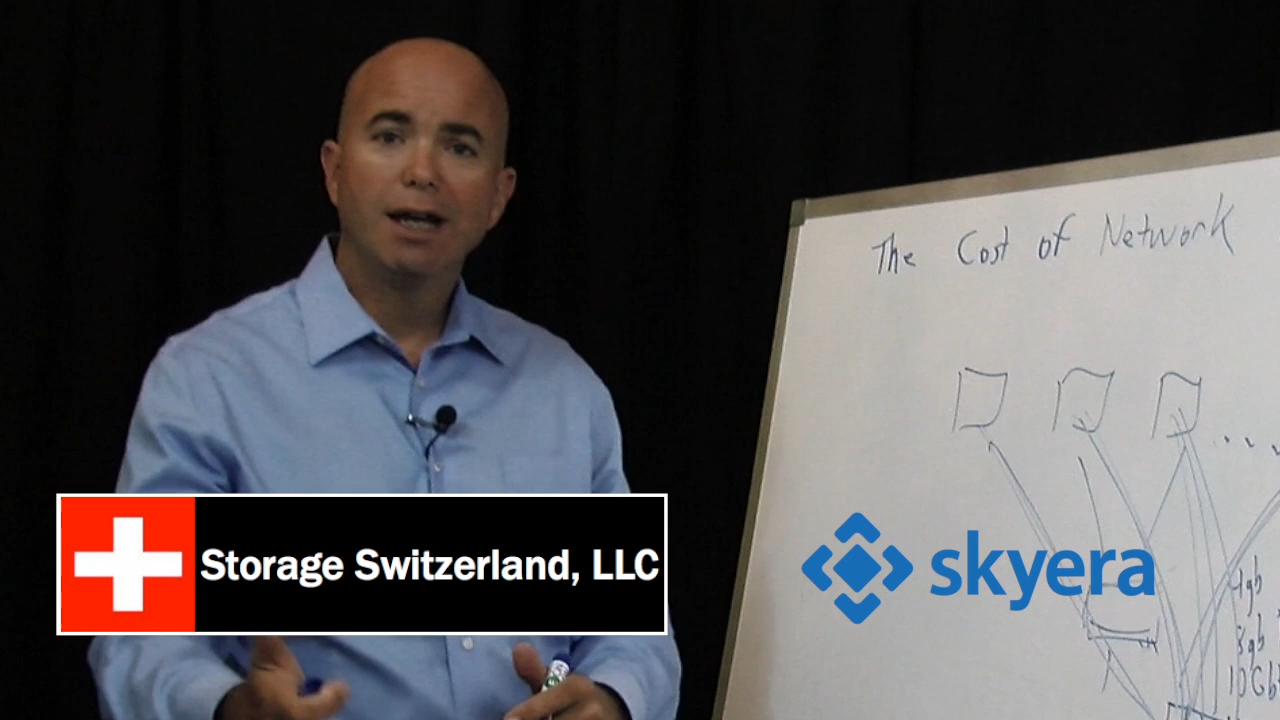 The Cost of Network
Storage Switzerland, LLC
skyera
4gb
8gb
10Gb